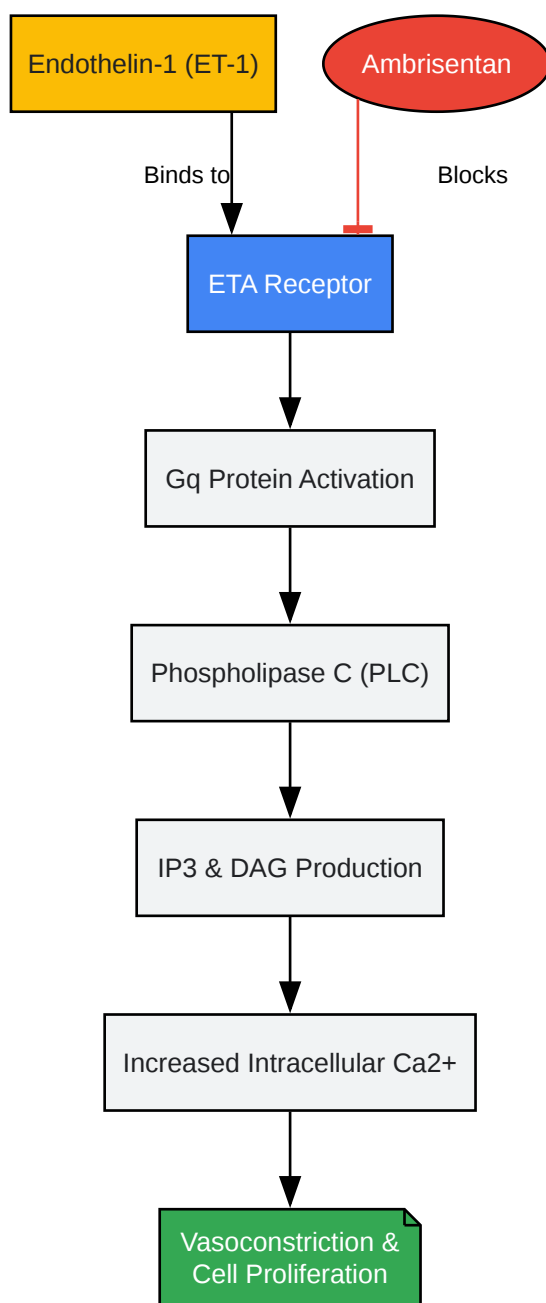 Endothelin-1 (ET-1)
Ambrisentan
Binds to
Blocks
ETA Receptor
Gq Protein Activation
Phospholipase C (PLC)
IP3 & DAG Production
Increased Intracellular Ca2+
Vasoconstriction &
Cell Proliferation